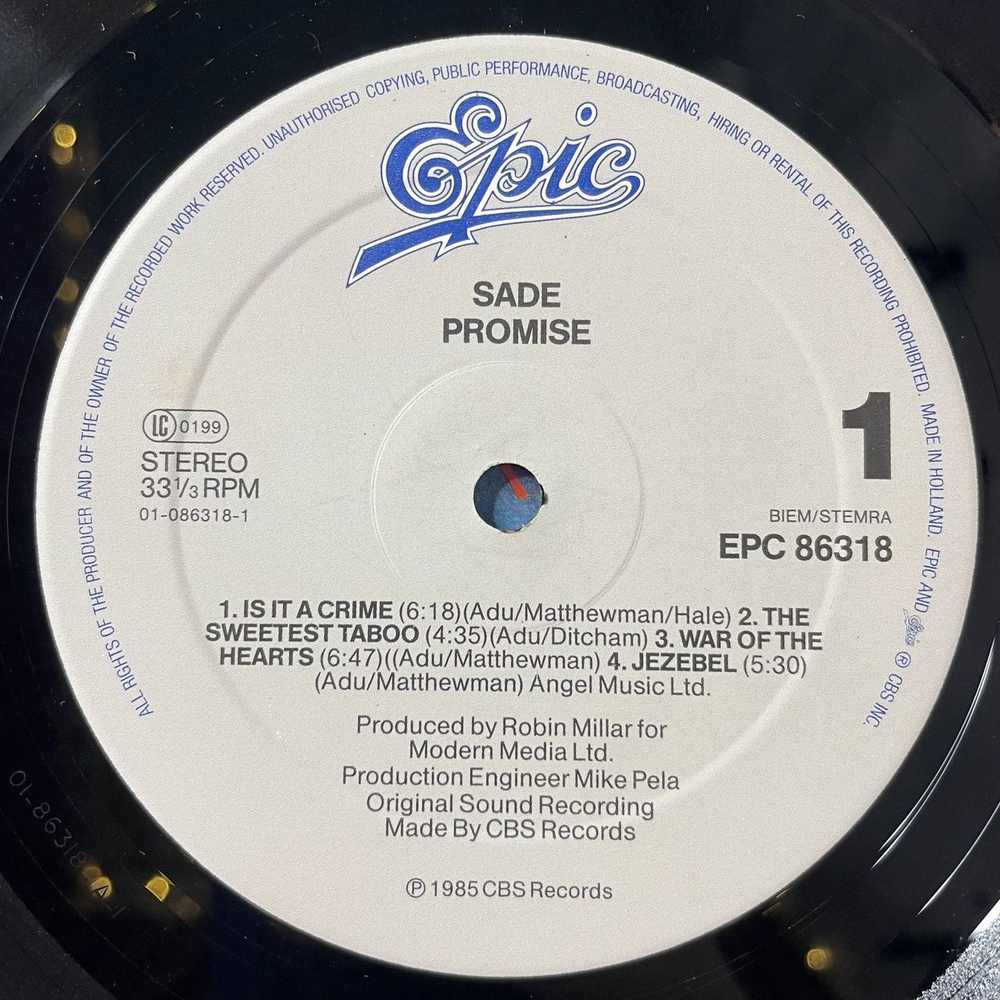 ALL RIGHTS OF THE PRODUCER AND OF THE OWNER OF THE RECORDED WORK RESERVED. UNAUTHORISED COPYING, PUBLIC PERFORMANCE, BROADCASTING, HIRING OR RENTAL OF THIS RECORDING PROHIBITED. MADE IN HOLLAND. EPIC AND Epic ® CBS INC.
Epic
SADE
PROMISE
LC 0199
STEREO
33 1/3 RPM
01-086318-1
1
BIEM/STEMRA
EPC 86318
1. IS IT A CRIME (6:18)(Adu/Matthewman/Hale) 2. THE
SWEETEST TABOO (4:35)(Adu/Ditcham) 3. WAR OF THE
HEARTS (6:47)((Adu/Matthewman) 4. JEZEBEL (5:30)
(Adu/Matthewman) Angel Music Ltd.
Produced by Robin Millar for
Modern Media Ltd.
Production Engineer Mike Pela
Original Sound Recording
Made By CBS Records
℗ 1985 CBS Records
01-86318